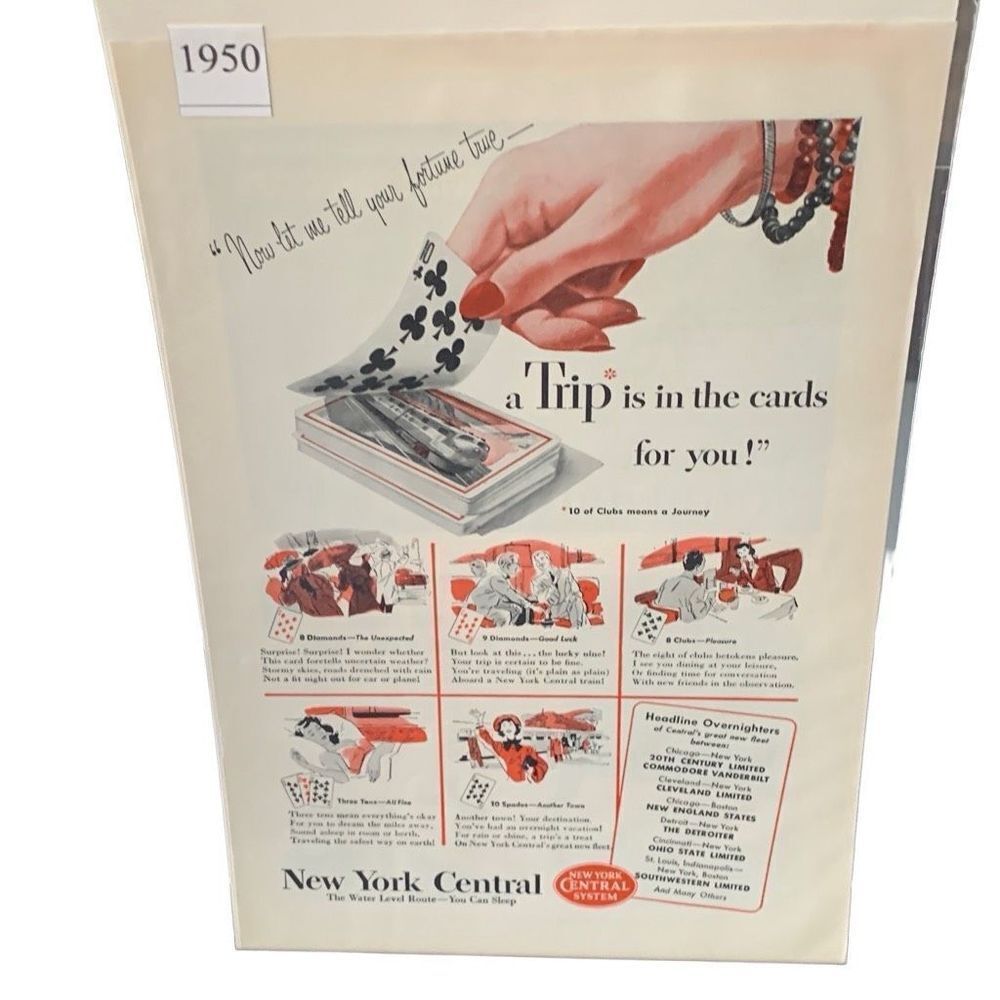 1950
"Now let me tell your fortune true —
10
a Trip* is in the cards
for you!"
*10 of Clubs means a Journey
8 Diamonds—The Unexpected
Surprise! Surprise! I wonder whether
This card foretells uncertain weather?
Stormy skies, roads drenched with rain
Not a fit night out for car or plane!
9 Diamonds—Good Luck
But look at this... the lucky nine!
Your trip is certain to be fine.
You're traveling (it's plain as plain)
Aboard a New York Central train!
8 Clubs—Pleasure
The eight of clubs betokens pleasure,
I see you dining at your leisure,
Or finding time for conversation
With new friends in the observation.
Three Tens—All Fine
Three tens mean everything's okay
For you to dream the miles away,
Sound asleep in room or berth,
Traveling the safest way on earth!
10 Spades—Another Town
Another town! Your destination.
You've had an overnight vacation!
For rain or shine, a trip's a treat
On New York Central's great new fleet
Headline Overnighters
of Central's great new fleet
between:
Chicago—New York
20TH CENTURY LIMITED
COMMODORE VANDERBILT
Cleveland—New York
CLEVELAND LIMITED
Chicago—Boston
NEW ENGLAND STATES
Detroit—New York
THE DETROITER
Cincinnati—New York
OHIO STATE LIMITED
St. Louis, Indianapolis—
New York, Boston
SOUTHWESTERN LIMITED
And Many Others
New York Central
The Water Level Route—You Can Sleep
NEW YORK
CENTRAL
SYSTEM